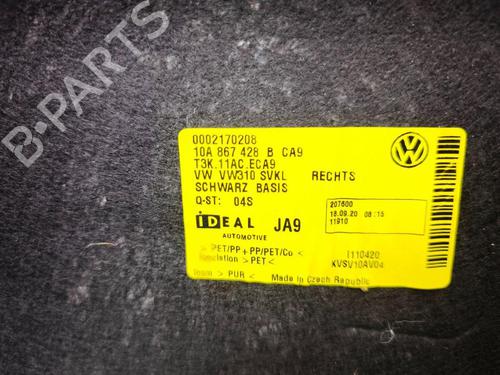 0002170208
10A 867 428 B CA9
T3K.11AC.ECA9
VW VW310 SVKL RECHTS
SCHWARZ BASIS
Q-ST: 04S
207600
18.09.20 08:15
11910
iDEAL JA9
AUTOMOTIVE
> PET/PP + PP/PET/Co <
Insulation > PET <
foam > PUR <
1110420
KVSV10AV04
Made in Czech Republic
B-PARTS